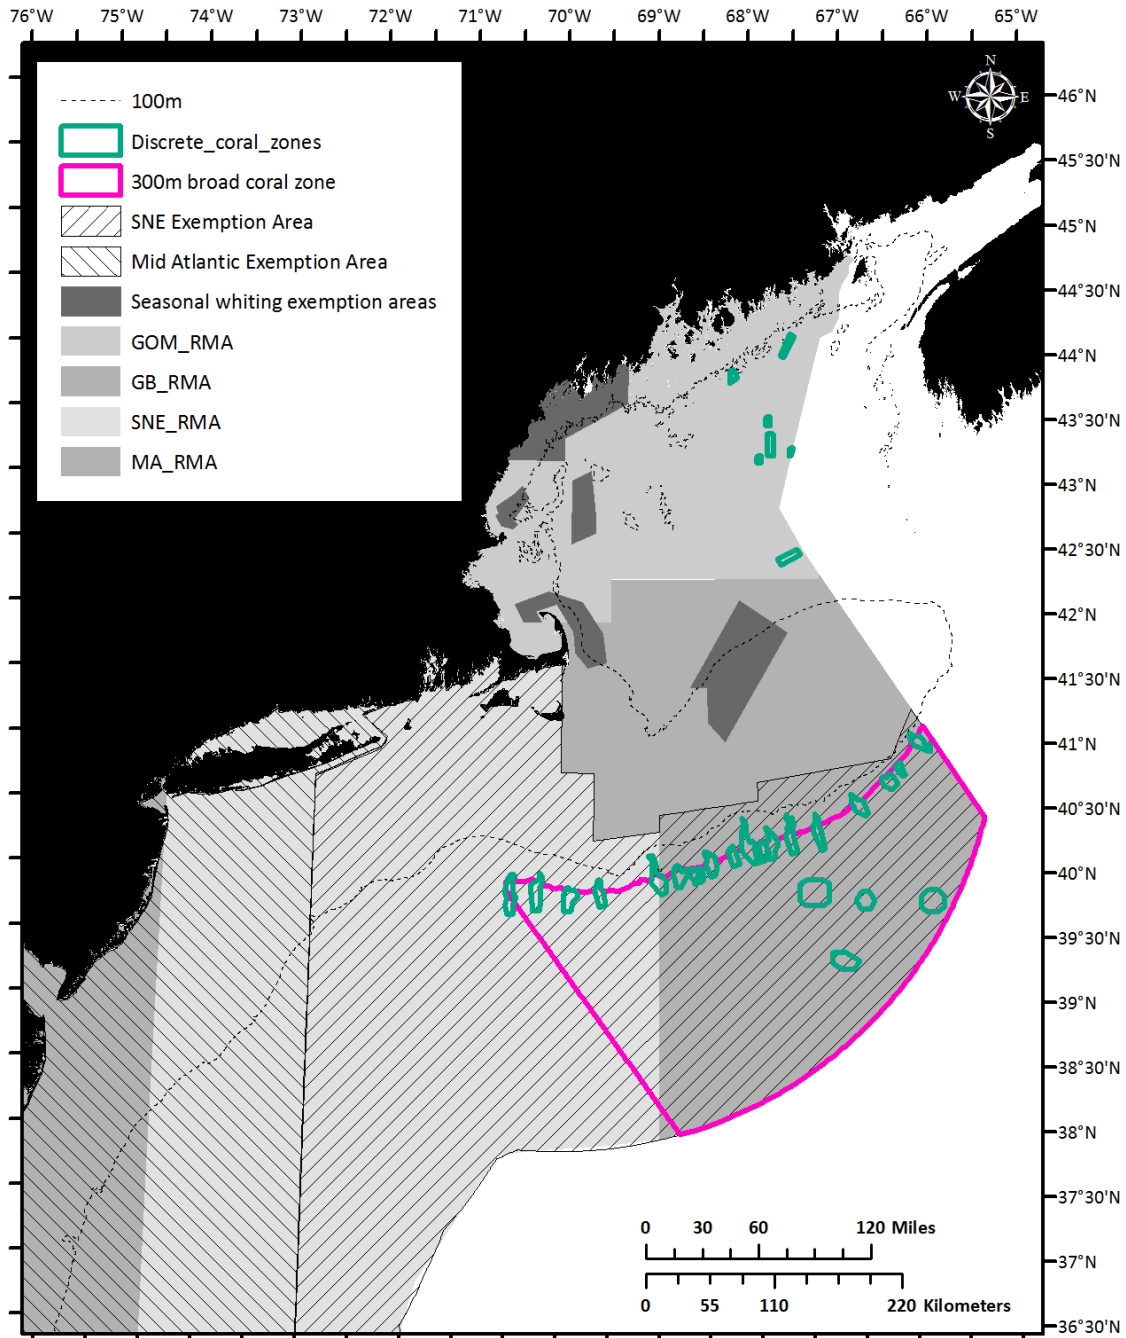 76°W 75°W 74°W 73°W 72°W 71°W 70°W 69°W 68°W 67°W 66°W 65°W
N
W E
S
100m
Discrete_coral_zones
300m broad coral zone
SNE Exemption Area
Mid Atlantic Exemption Area
Seasonal whiting exemption areas
GOM_RMA
GB_RMA
SNE_RMA
MA_RMA
46°N
45°30'N
45°N
44°30'N
44°N
43°30'N
43°N
42°30'N
42°N
41°30'N
41°N
40°30'N
40°N
39°30'N
39°N
38°30'N
38°N
37°30'N
37°N
36°30'N
0 30 60 120 Miles
0 55 110 220 Kilometers